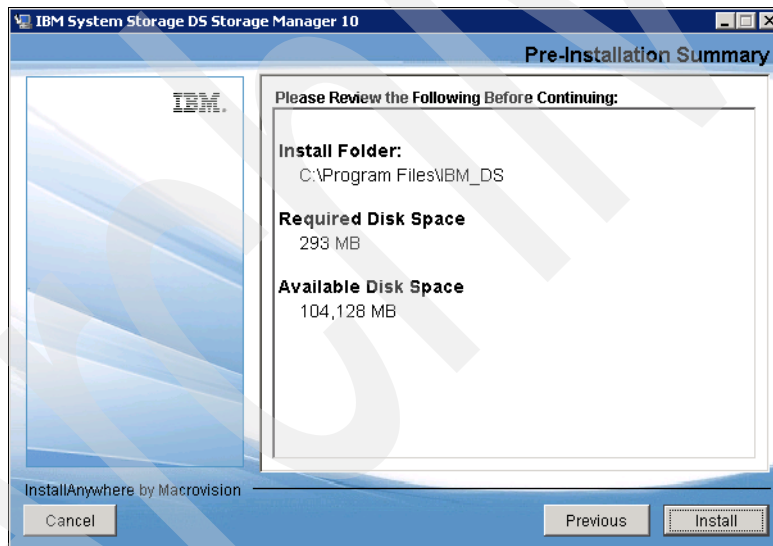 IBM System Storage DS Storage Manager 10
Pre-Installation Summary
IBM.
Please Review the Following Before Continuing:
Install Folder:
C:\Program Files\IBM_DS
Required Disk Space
293 MB
Available Disk Space
104,128 MB
InstallAnywhere by Macrovision
Cancel
Previous
Install